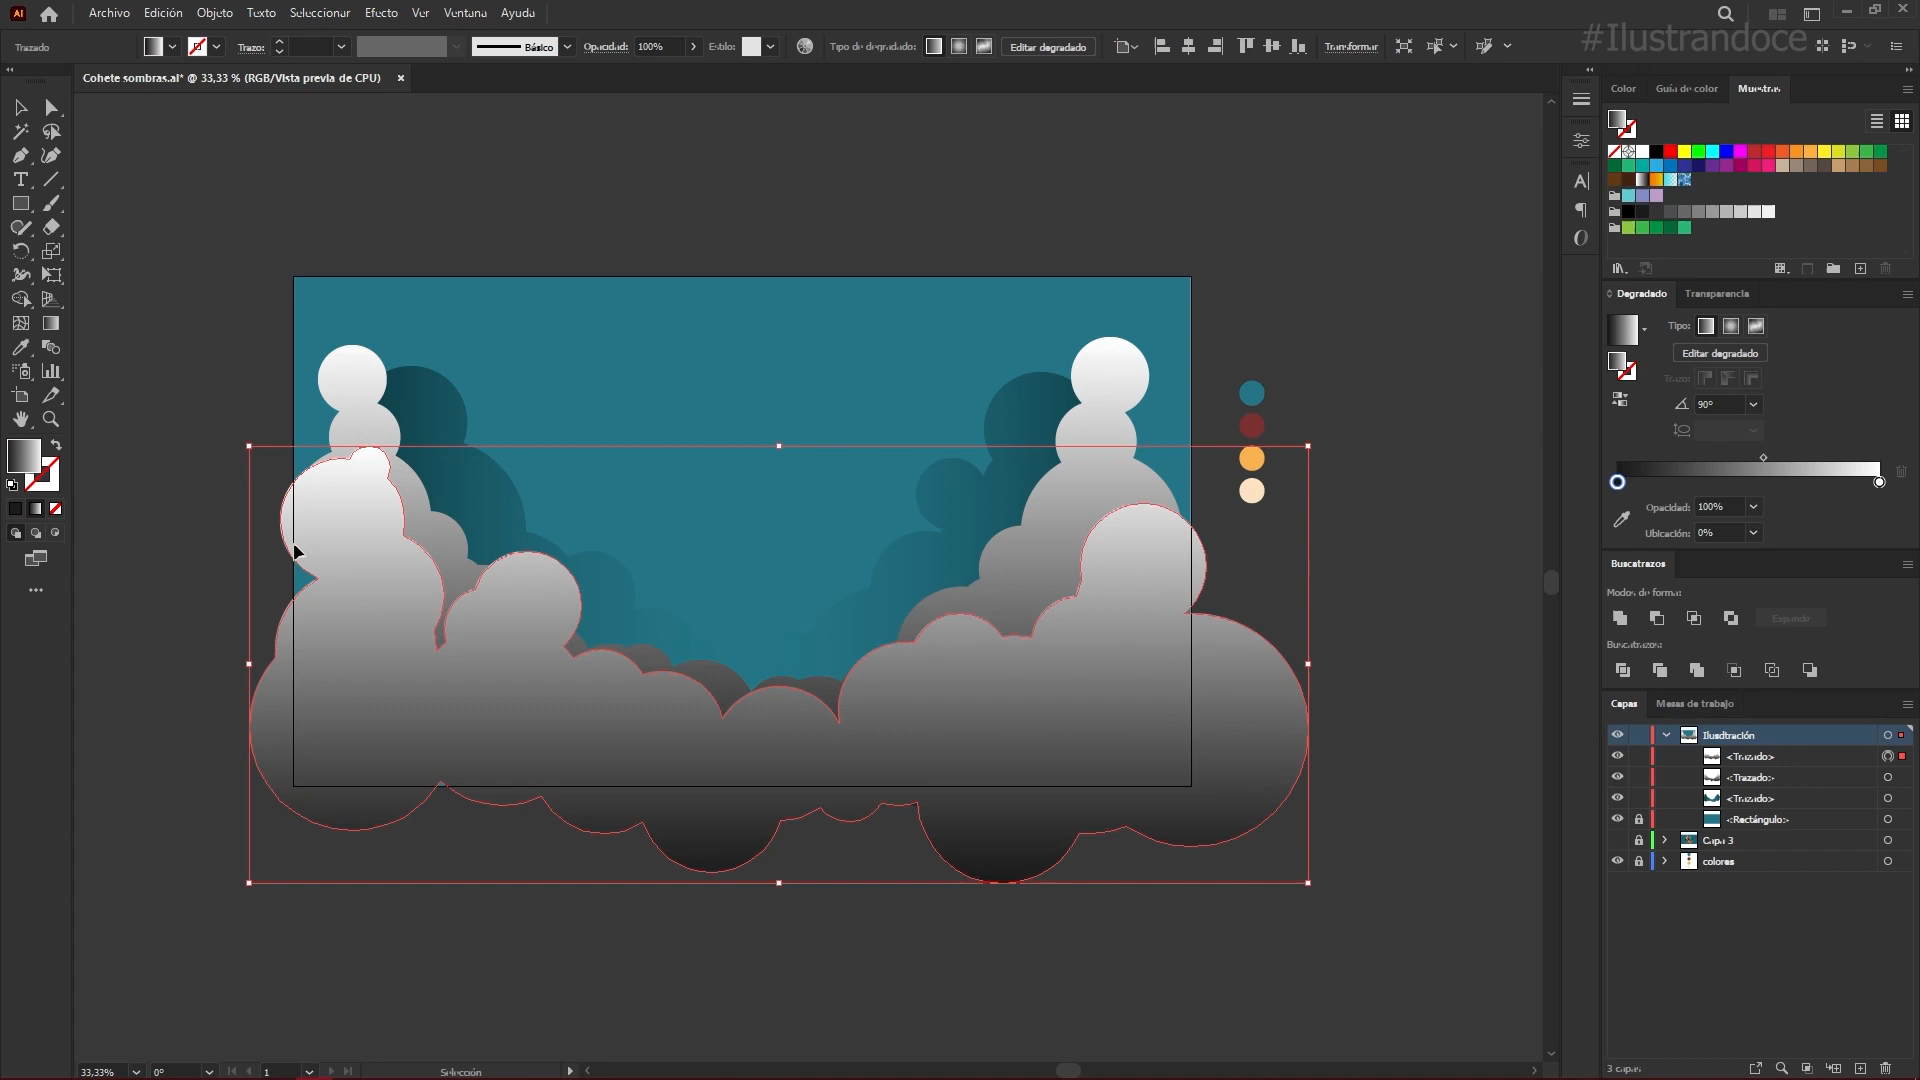 Ai Archivo Edición Objeto Texto Seleccionar Efecto Ver Ventana Ayuda
#Ilustrandoce
Trazado Trazo: Básico Opacidad: 100% Estilo: Tipo de degradado: Editar degradado Transformar
Cohete sombras.ai* @ 33,33 % (RGB/Vista previa de CPU) ×
Color Guía de color Muestras
Degradado Transparencia
Tipo:
Editar degradado
Trazo:
90°
Opacidad: 100%
Ubicación: 0%
Buscatrazos
Modos de forma:
Expandir
Buscatrazos:
Capas Mesas de trabajo
Ilusdtración
<Trazado>
<Trazado>
<Trazado>
<Rectángulo>
Capa 3
colores
33,33% 0° 1 Selección
3 capas